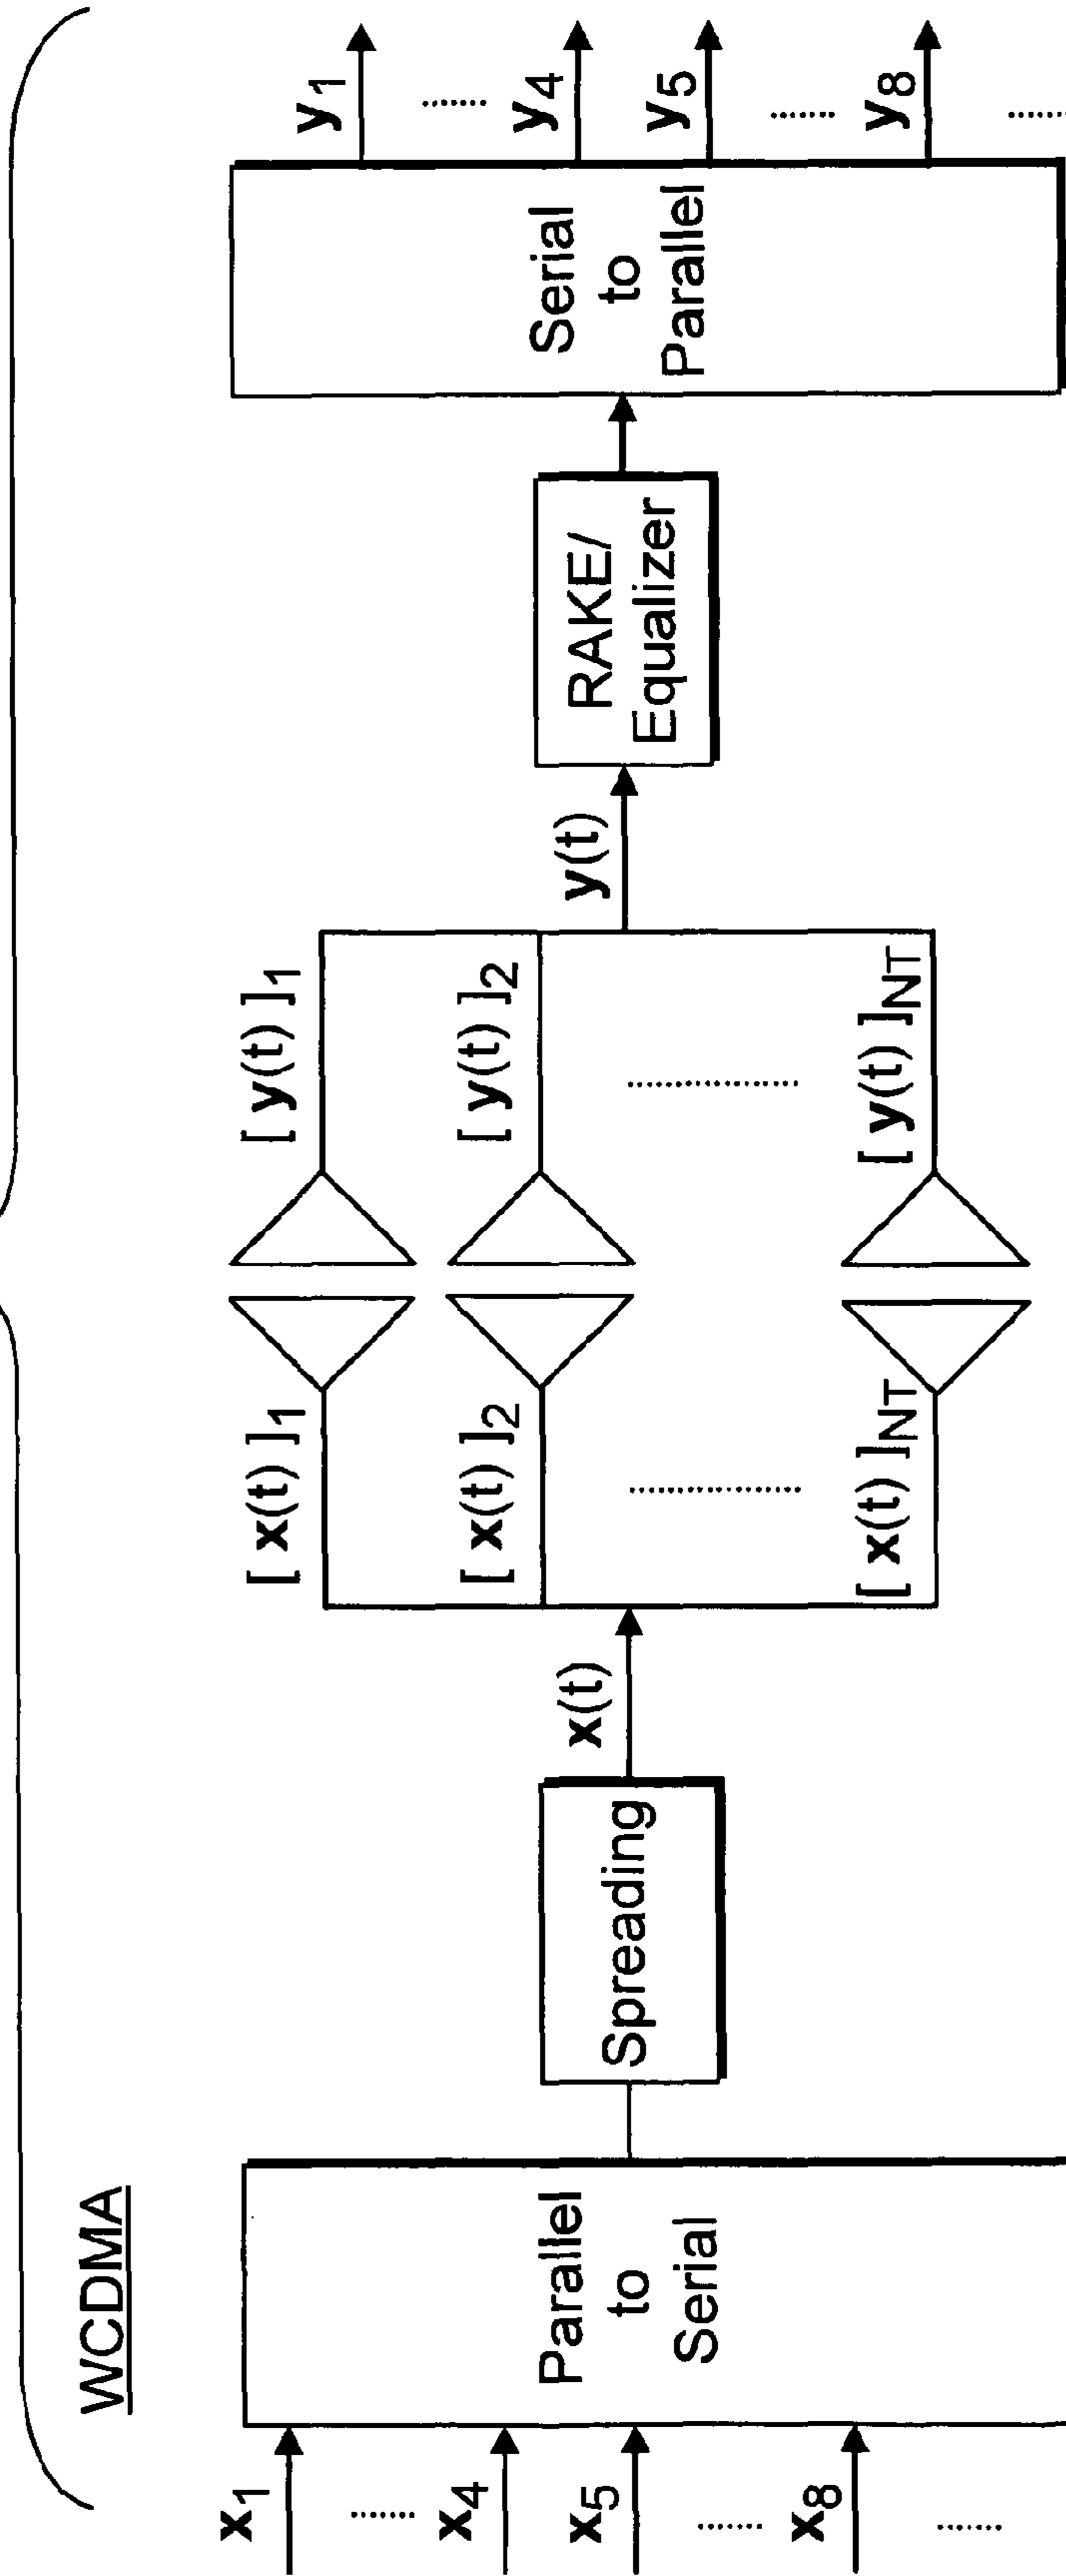 WCDMA
x1
x4
x5
x8
Parallel
to
Serial
Spreading
x(t)
[ x(t) ]1
[ x(t) ]2
[ x(t) ]NT
[ y(t) ]1
[ y(t) ]2
[ y(t) ]NT
y(t)
RAKE/
Equalizer
Serial
to
Parallel
y1
y4
y5
y8